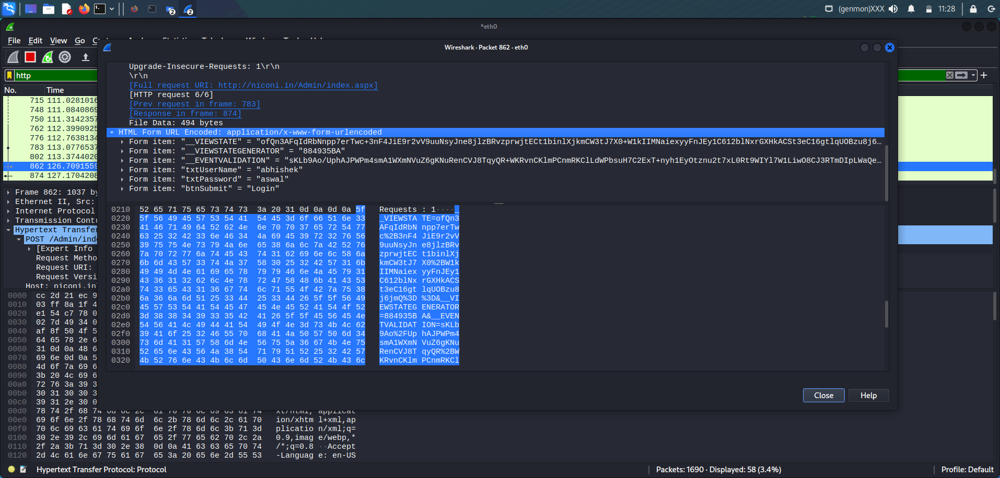 (genmon)XXX 11:28
2
2
*eth0
File Edit View Go
Wireshark · Packet 862 · eth0
http
No. Time
715 111.0281016
748 111.0840869
750 111.3142357
762 112.3990925
776 112.7638134
783 113.0776537
802 113.3744020
862 126.7091559
874 127.1704208
Upgrade-Insecure-Requests: 1\r\n
\r\n
[Full request URI: http://niconi.in/Admin/index.aspx]
[HTTP request 6/6]
[Prev request in frame: 783]
[Response in frame: 874]
File Data: 494 bytes
HTML Form URL Encoded: application/x-www-form-urlencoded
Form item: "__VIEWSTATE" = "ofQn3AFqIdRbNnpp7erTwc+3nF4JiE9r2vV9uuNsyJne8jlzBRvzprwjtECt1binlXjkmCW3tJ7X0+W1kIIMNaiexyyFnJEy1C612blNxrGXHkACSt3eC16gtlqUOBzu8j6…
Form item: "__VIEWSTATEGENERATOR" = "884935BA"
Form item: "__EVENTVALIDATION" = "sKLb9Ao/UphAJPWPm4smA1WXmNVuZ6gKNuRenCVJ8TqyQR+WKRvnCKlmPCnmRKClLdWPbsuH7C2ExT+nyh1EyOtznu2t7xL0Rt9WIYl7W1LiwO8CJ3RTmDIpLWaQe…
Form item: "txtUserName" = "abhishek"
Form item: "txtPassword" = "aswal"
Form item: "btnSubmit" = "Login"
Frame 862: 1037 by
Ethernet II, Src:
Internet Protocol
Transmission Contr
Hypertext Transfer
POST /Admin/inde
[Expert Info
Request Metho
Request URI:
Request Versi
Host: niconi.in
0210 52 65 71 75 65 73 74 73 3a 20 31 0d 0a 0d 0a 5f Requests : 1····_
0220 5f 56 49 45 57 53 54 41 54 45 3d 6f 66 51 6e 33 _VIEWSTA TE=ofQn3
0230 41 46 71 49 64 52 62 4e 6e 70 70 37 65 72 54 77 AFqIdRbN npp7erTw
0240 63 25 32 42 33 6e 46 34 4a 69 45 39 72 32 76 56 c%2B3nF4 JiE9r2vV
0250 39 75 75 4e 73 79 4a 6e 65 38 6a 6c 7a 42 52 76 9uuNsyJn e8jlzBRv
0260 7a 70 72 77 6a 74 45 43 74 31 62 69 6e 6c 58 6a zprwjtEC t1binlXj
0270 6b 6d 43 57 33 74 4a 37 58 30 25 32 42 57 31 6b kmCW3tJ7 X0%2BW1k
0280 49 49 4d 4e 61 69 65 78 79 79 46 6e 4a 45 79 31 IIMNaiex yyFnJEy1
0290 43 36 31 32 62 6c 4e 78 72 47 58 48 6b 41 43 53 C612blNx rGXHkACS
02a0 74 33 65 43 31 36 67 74 6c 71 55 4f 42 7a 75 38 t3eC16gt lqUOBzu8
02b0 6a 36 6a 6d 51 25 33 44 25 33 44 26 5f 5f 56 49 j6jmQ%3D %3D&__VI
02c0 45 57 53 54 41 54 45 47 45 4e 45 52 41 54 4f 52 EWSTATEG ENERATOR
02d0 3d 38 38 34 39 33 35 42 41 26 5f 5f 45 56 45 4e =884935B A&__EVEN
02e0 54 56 41 4c 49 44 41 54 49 4f 4e 3d 73 4b 4c 62 TVALIDAT ION=sKLb
02f0 39 41 6f 25 32 46 55 70 68 41 4a 50 57 50 6d 34 9Ao%2FUp hAJPWPm4
0300 73 6d 41 31 57 58 6d 4e 56 75 5a 36 67 4b 4e 75 smA1WXmN VuZ6gKNu
0310 52 65 6e 43 56 4a 38 54 71 79 51 52 25 32 42 57 RenCVJ8T qyQR%2BW
0320 4b 52 76 6e 43 4b 6c 6d 50 43 6e 6d 52 4b 43 6c KRvnCKlm PCnmRKCl
Close Help
0000 cc 2d 21 ec 9
0010 03 ff 8a 1f 4
0020 e1 54 c7 78 0
0030 02 7d 49 34 0
0040 af 8f 50 4f 5
0050 64 65 78 2e 6
0060 31 0d 0a 48 6
0070 69 6e 0d 0a 5
0080 4d 6f 7a 69 6
0090 3b 20 4c 69 6
00a0 72 76 3a 39 3
00b0 30 31 30 30 3
00c0 39 31 2e 30 0
00d0 78 74 2f 68 74 6d 6c 2c 61 70 70 6c 69 63 61 74 xt/html, applicat
00e0 69 6f 6e 2f 78 68 74 6d 6c 2b 78 6d 6c 2c 61 70 ion/xhtm l+xml,ap
00f0 70 6c 69 63 61 74 69 6f 6e 2f 78 6d 6c 3b 71 3d plicatio n/xml;q=
0100 30 2e 39 2c 69 6d 61 67 65 2f 77 65 62 70 2c 2a 0.9,imag e/webp,*
0110 2f 2a 3b 71 3d 30 2e 38 0d 0a 41 63 63 65 70 74 /*;q=0.8 ··Accept
0120 2d 4c 61 6e 67 75 61 67 65 3a 20 65 6e 2d 55 53 -Languag e: en-US
Hypertext Transfer Protocol: Protocol Packets: 1690 · Displayed: 58 (3.4%) Profile: Default